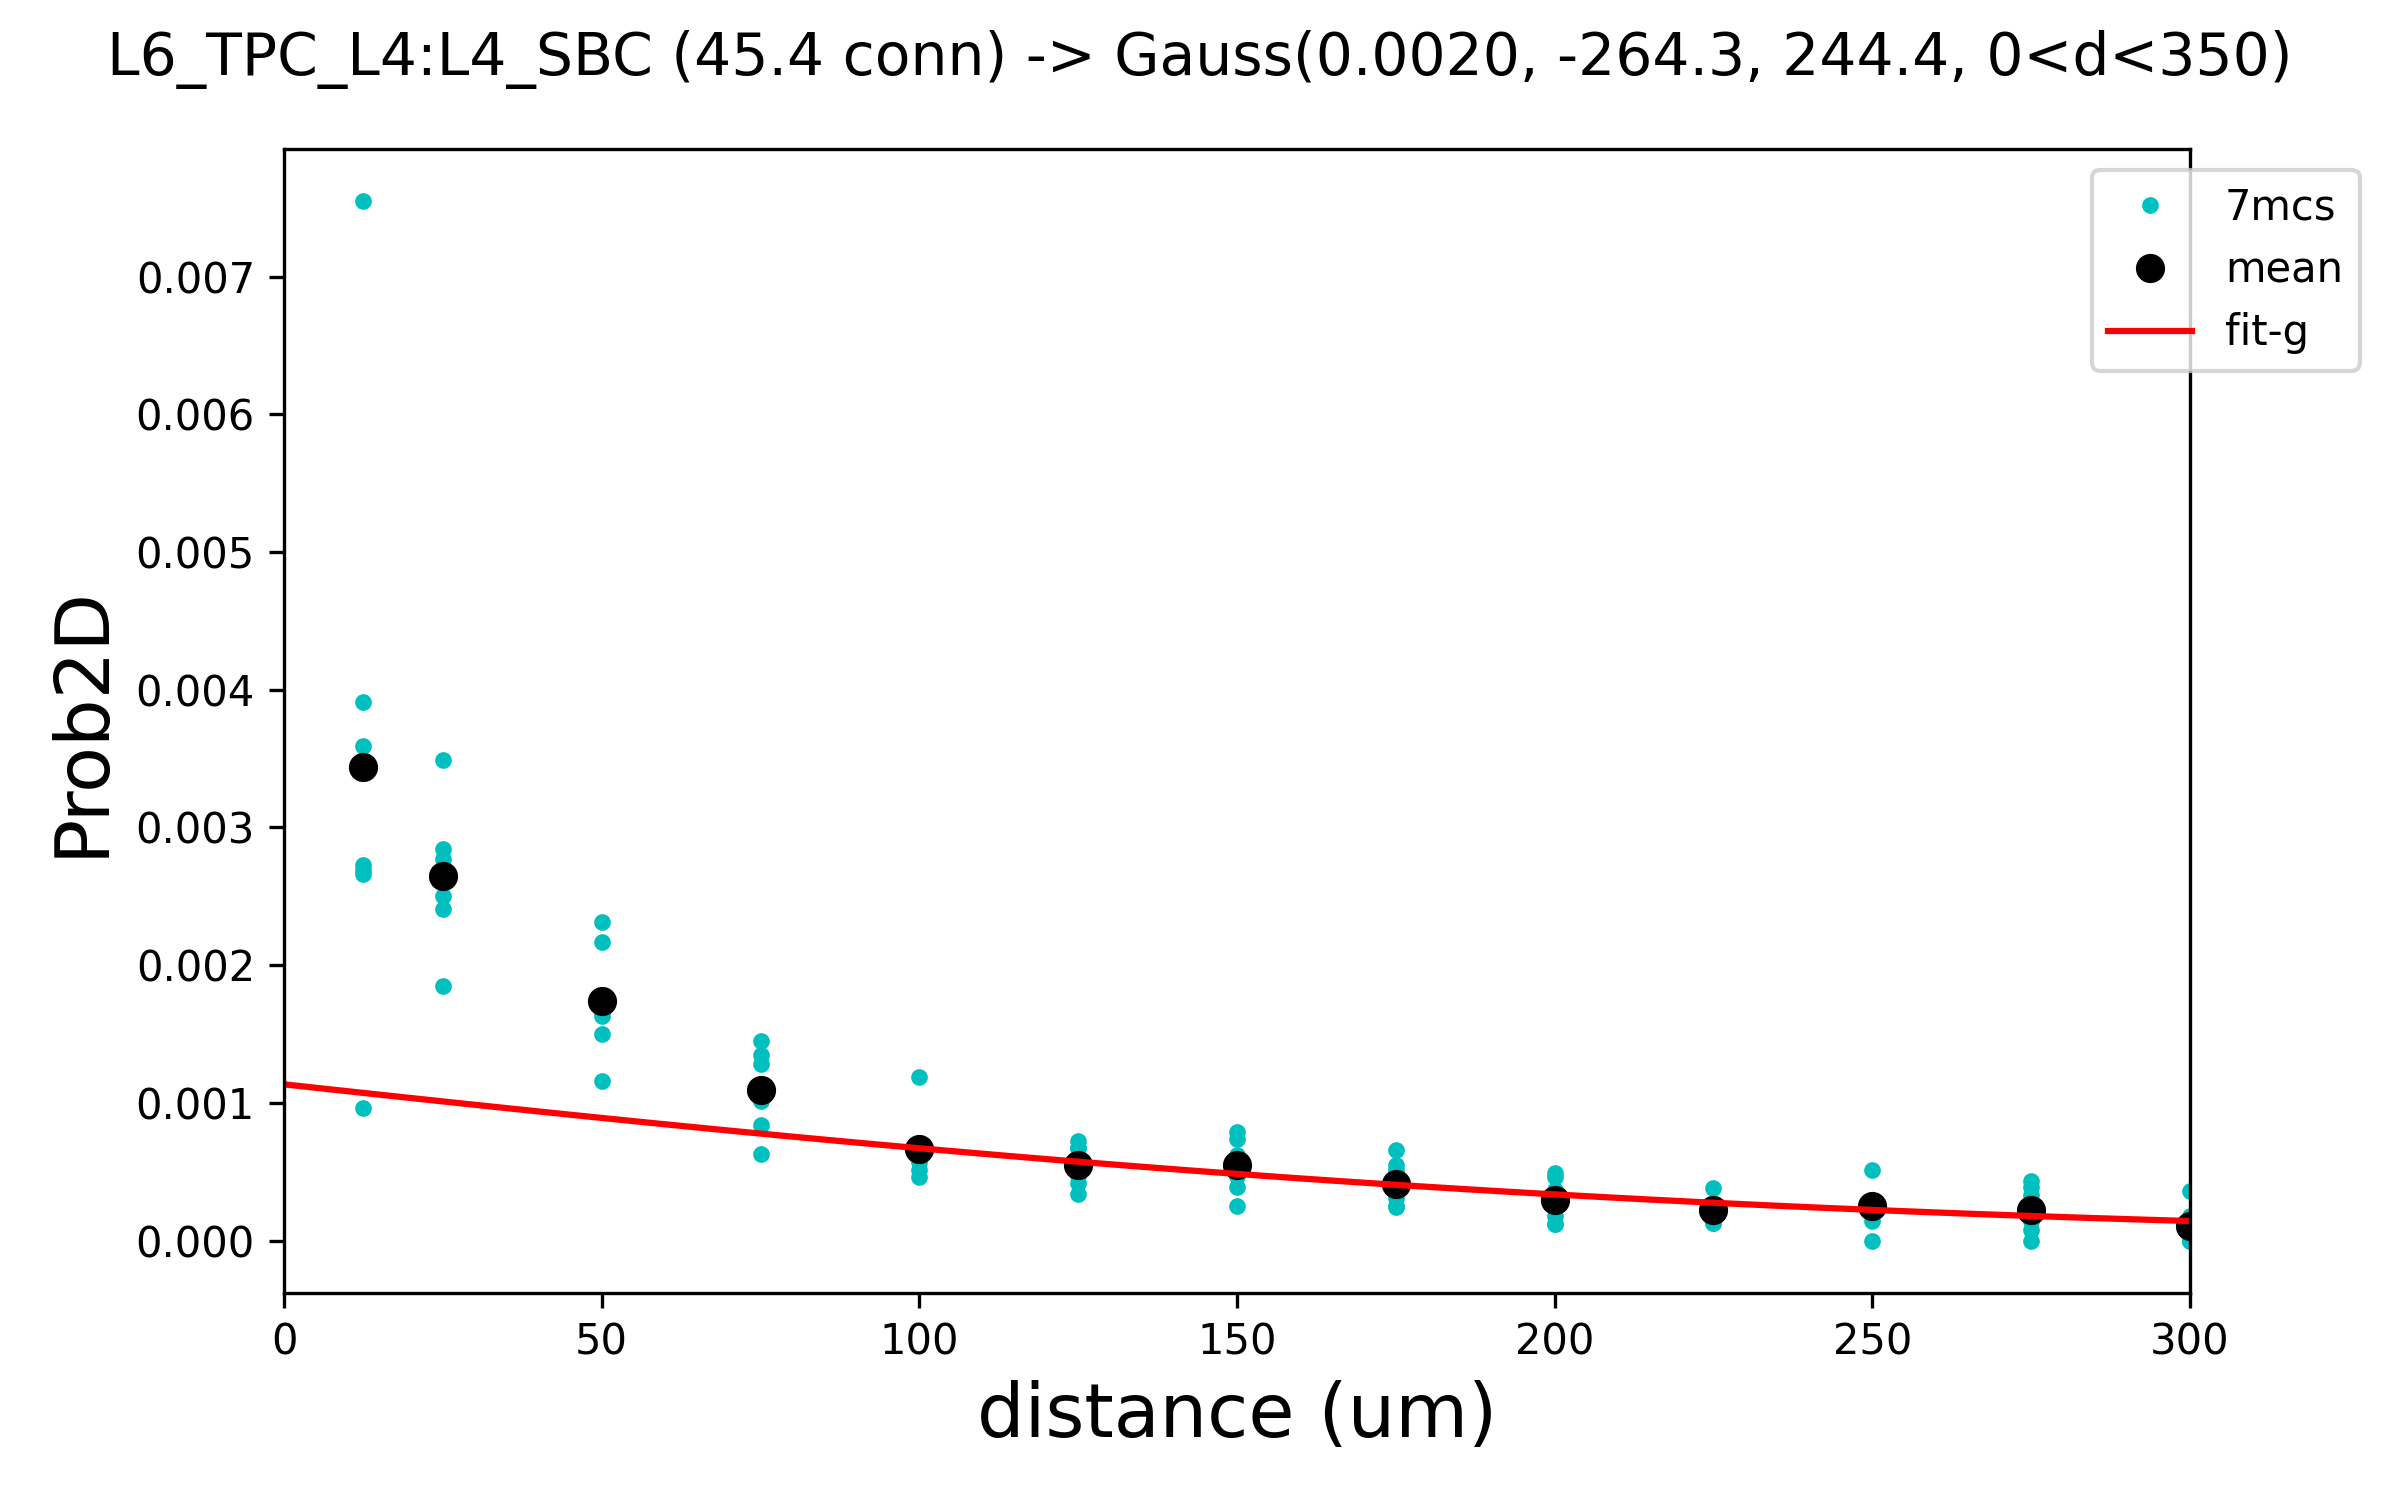 L6_TPC_L4:L4_SBC (45.4 conn) -> Gauss(0.0020, -264.3, 244.4, 0<d<350)
7mcs
mean
fit-g
0.007
0.006
0.005
0.004
0.003
0.002
0.001
0.000
Prob2D
0 50 100 150 200 250 300
distance (um)